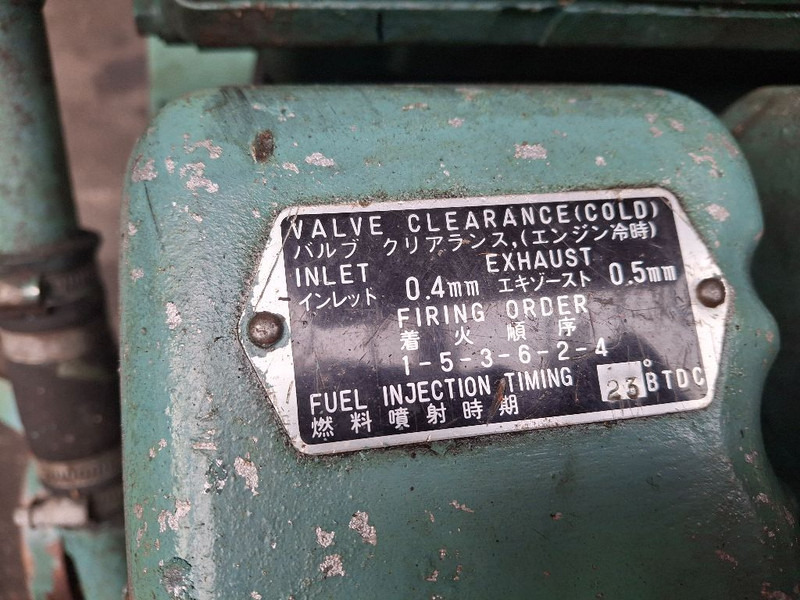 VALVE CLEARANCE(COLD)
バルブ クリアランス,(エンジン冷時)
INLET 0.4mm EXHAUST 0.5mm
インレット エキゾースト
FIRING ORDER
着火順序
1-5-3-6-2-4
FUEL INJECTION TIMING 23° BTDC
燃料噴射時期